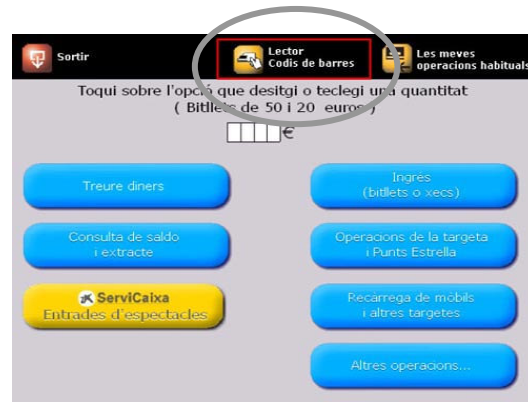 Sortir
Lector
Codis de barres
Les meves
operacions habituals
Toqui sobre l'opció que desitgi o teclegi una quantitat
( Bitllets de 50 i 20 euros )
€
Treure diners
Ingrés
(bitllets o xecs)
Consulta de saldo
i extracte
Operacions de la targeta
i Punts Estrella
ServiCaixa
Entrades d'espectacles
Recàrrega de mòbils
i altres targetes
Altres operacions...